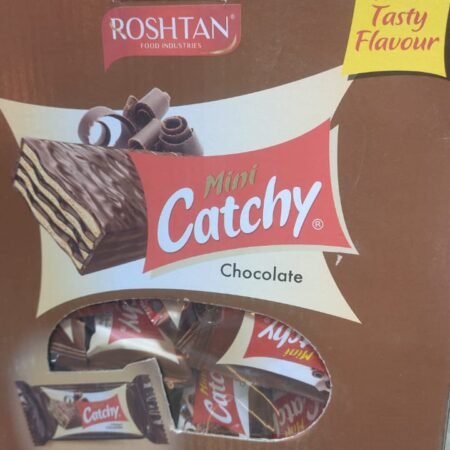 ROSHTAN®
FOOD INDUSTRIES
Tasty
Flavour
Mini
Catchy®
Chocolate
Mini
Catchy
Catchy